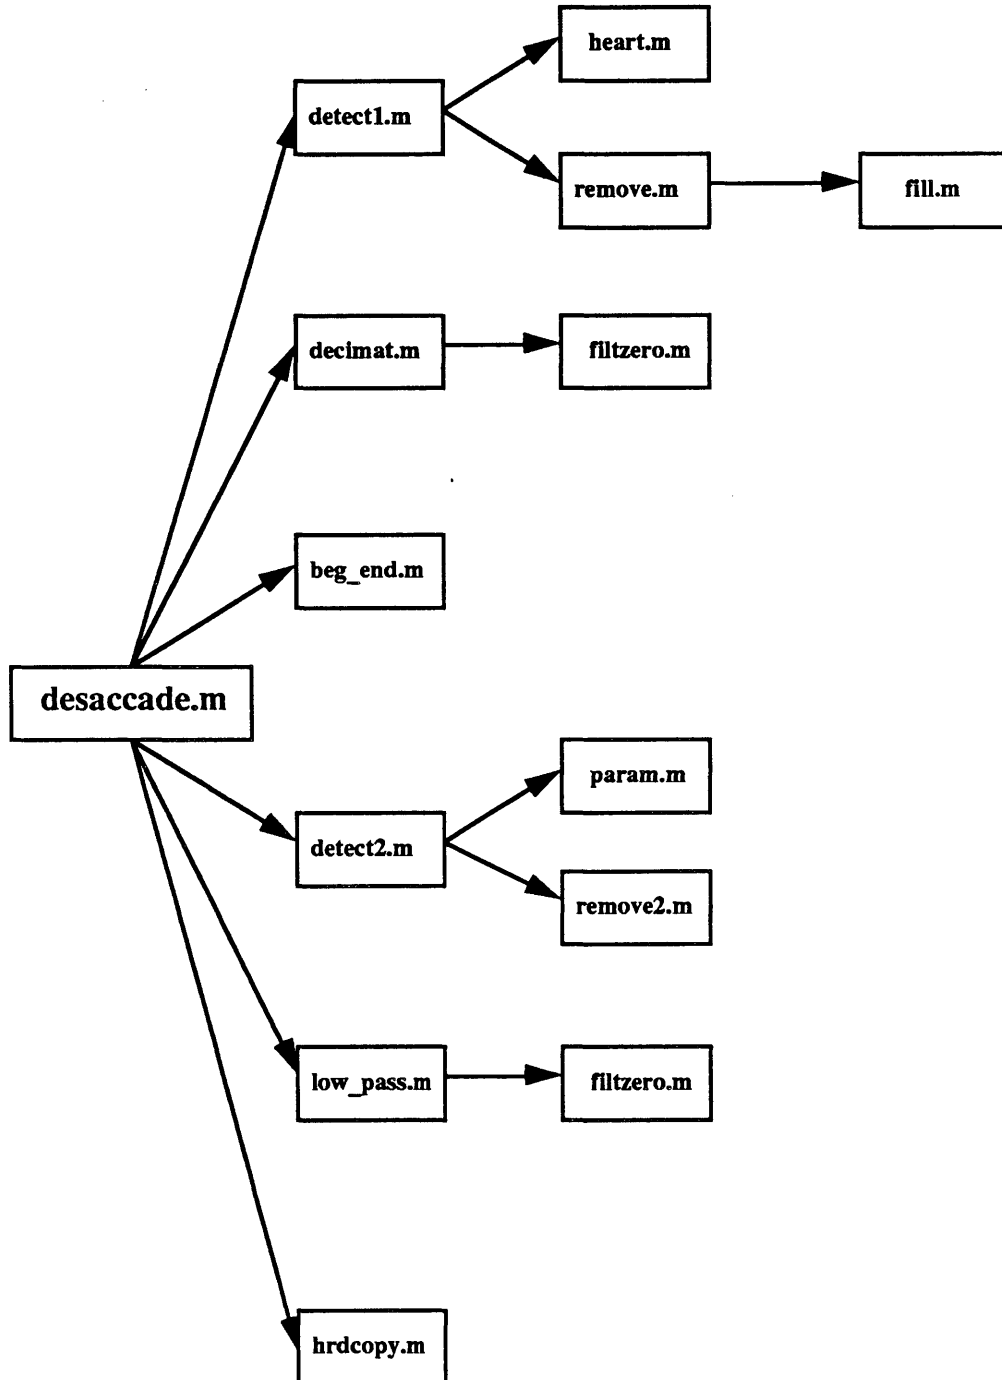 heart.m
detect1.m
remove.m
fill.m
decimat.m
filtzero.m
beg_end.m
desaccade.m
param.m
detect2.m
remove2.m
low_pass.m
filtzero.m
hrdcopy.m